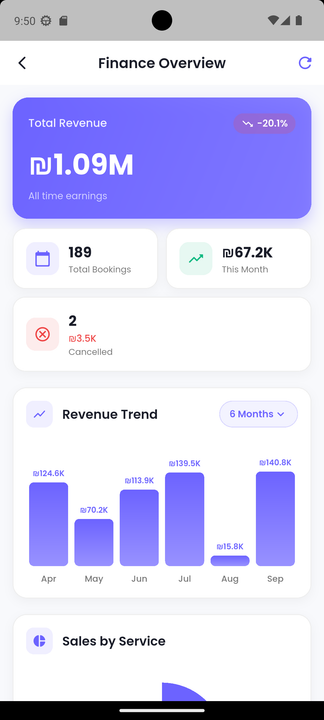 9:50
Finance Overview
Total Revenue
-20.1%
₪1.09M
All time earnings
189
Total Bookings
₪67.2K
This Month
2
₪3.5K
Cancelled
Revenue Trend
6 Months
₪124.6K
₪70.2K
₪113.9K
₪139.5K
₪15.8K
₪140.8K
Apr
May
Jun
Jul
Aug
Sep
Sales by Service